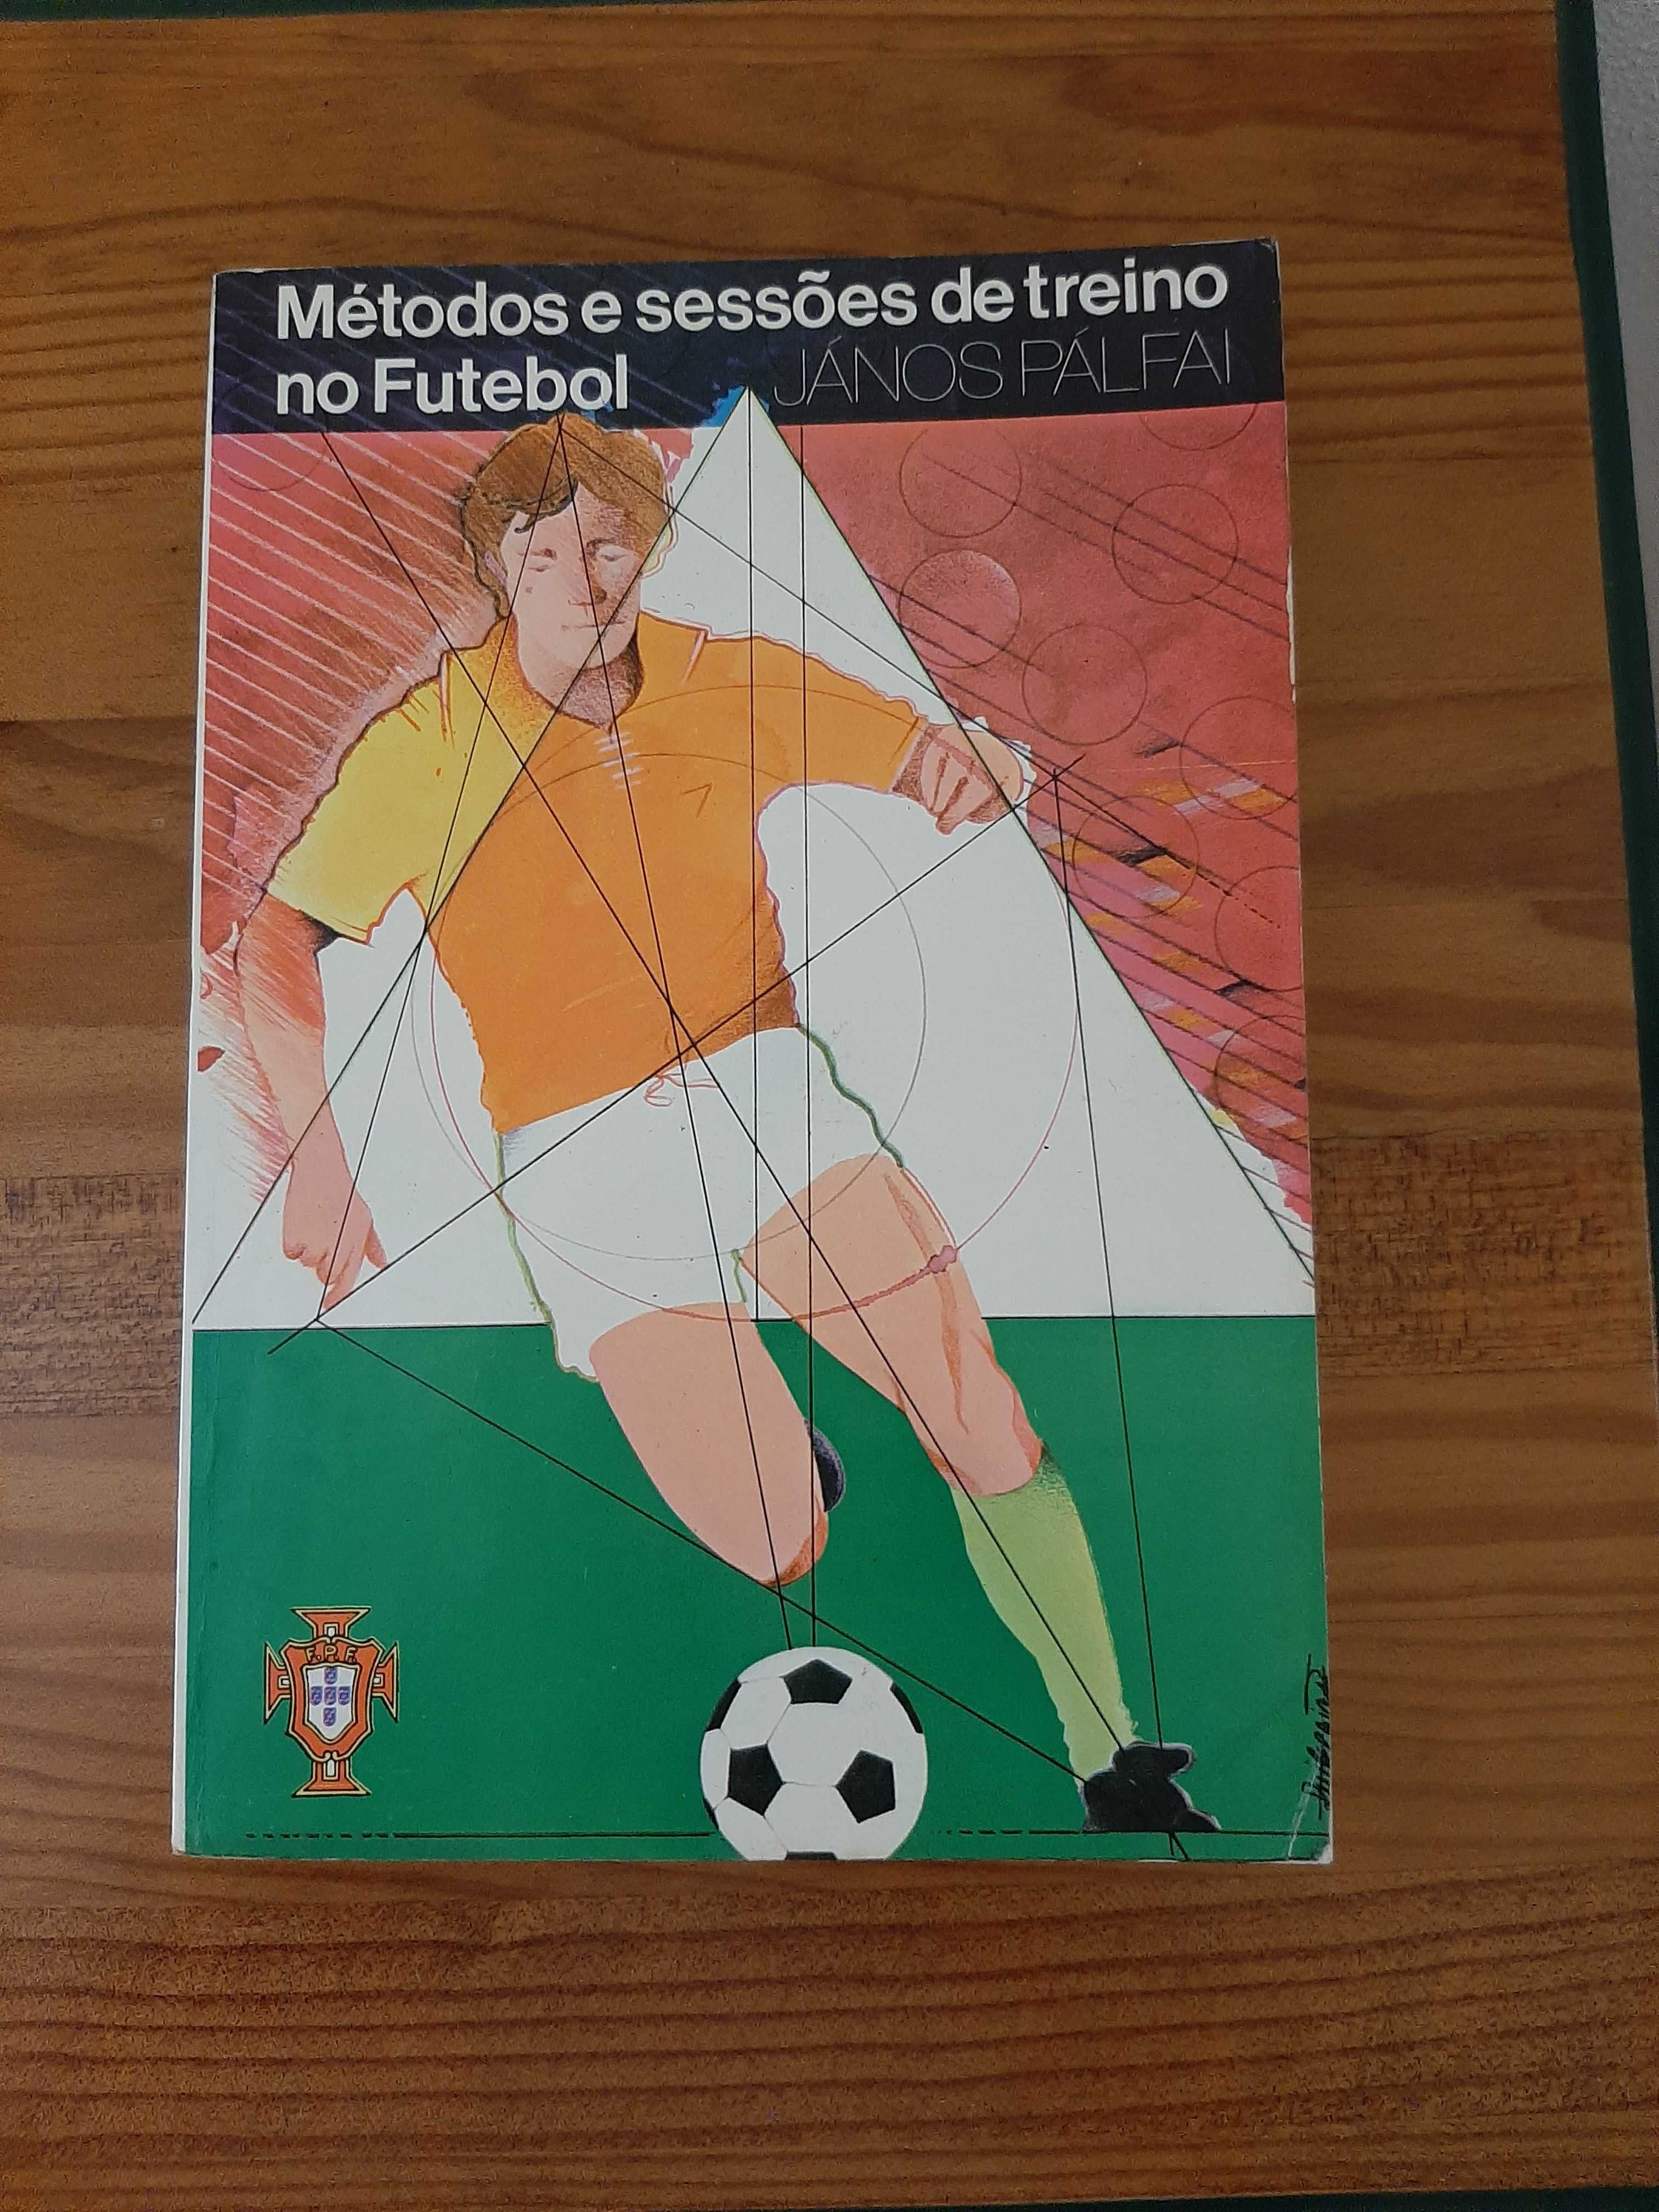 Métodos e sessões de treino
no Futebol
JÁNOS PÁLFAI
F.P.F.